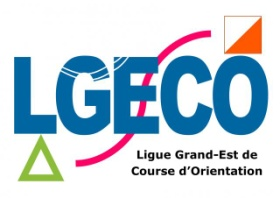 LGECO
Ligue Grand-Est de
Course d'Orientation